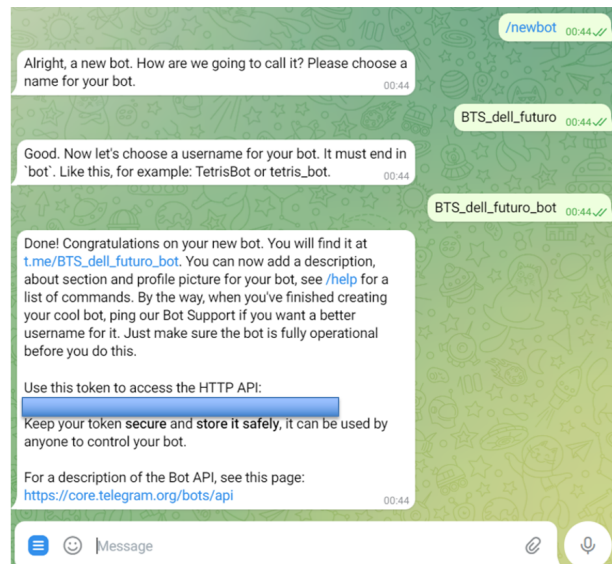 /newbot 00:44
Alright, a new bot. How are we going to call it? Please choose a
name for your bot. 00:44
BTS_dell_futuro 00:44
Good. Now let's choose a username for your bot. It must end in
`bot`. Like this, for example: TetrisBot or tetris_bot. 00:44
BTS_dell_futuro_bot 00:44
Done! Congratulations on your new bot. You will find it at
t.me/BTS_dell_futuro_bot. You can now add a description,
about section and profile picture for your bot, see /help for a
list of commands. By the way, when you've finished creating
your cool bot, ping our Bot Support if you want a better
username for it. Just make sure the bot is fully operational
before you do this.
Use this token to access the HTTP API:
Keep your token secure and store it safely, it can be used by
anyone to control your bot.
For a description of the Bot API, see this page:
https://core.telegram.org/bots/api 00:44
Message